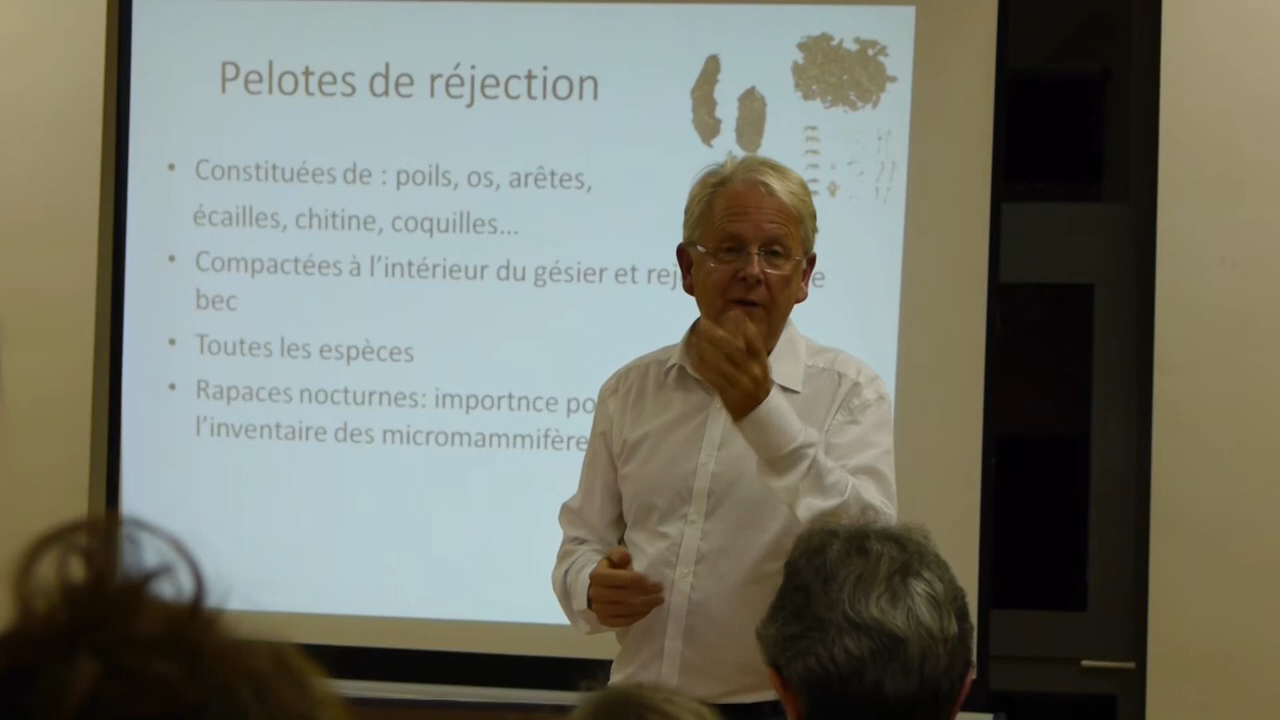 Pelotes de réjection
• Constituées de : poils, os, arêtes,
écailles, chitine, coquilles...
• Compactées à l'intérieur du gésier et rej e
bec
• Toutes les espèces
• Rapaces nocturnes: importnce po
l'inventaire des micromammifère